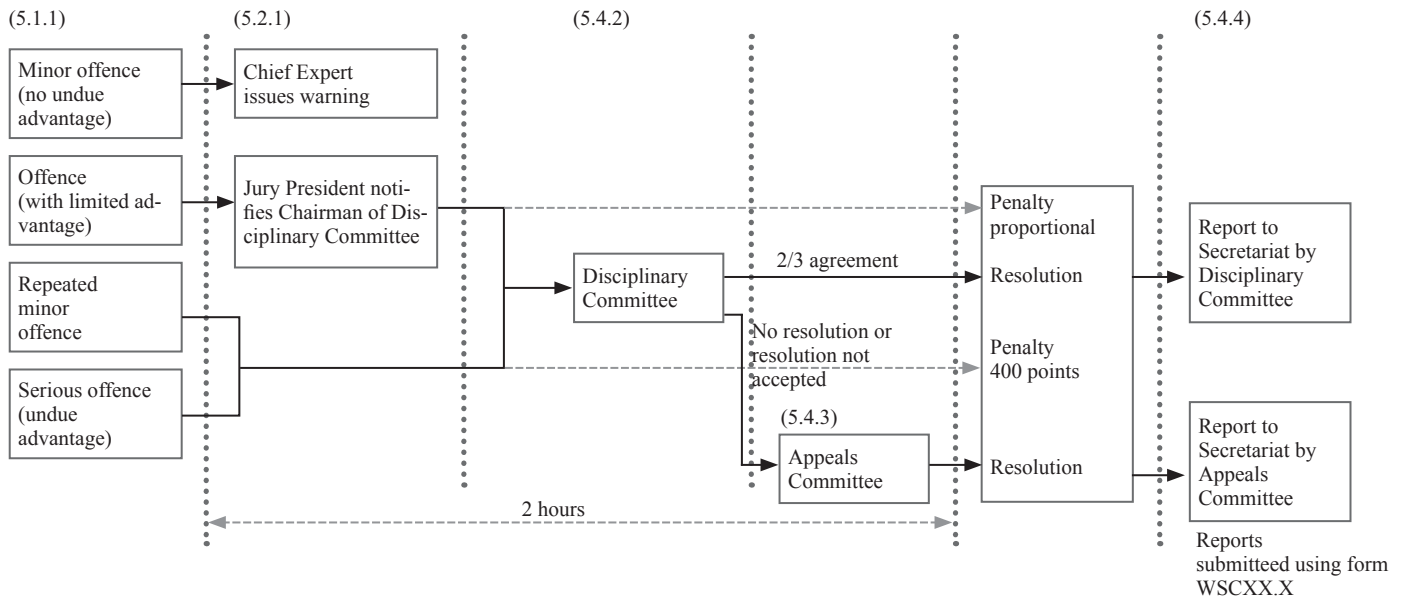 (5.1.1)
(5.2.1)
(5.4.2)
(5.4.4)
Minor offence
(no undue
advantage)
Chief Expert
issues warning
Offence
(with limited ad-
vantage)
Jury President noti-
fies Chairman of Dis-
ciplinary Committee
Repeated
minor
offence
Serious offence
(undue
advantage)
Disciplinary
Committee
2/3 agreement
No resolution or
resolution not
accepted
(5.4.3)
Appeals
Committee
2 hours
Penalty
proportional
Resolution
Penalty
400 points
Resolution
Report to
Secretariat by
Disciplinary
Committee
Report to
Secretariat by
Appeals
Committee
Reports
submitteed using form
WSCXX.X